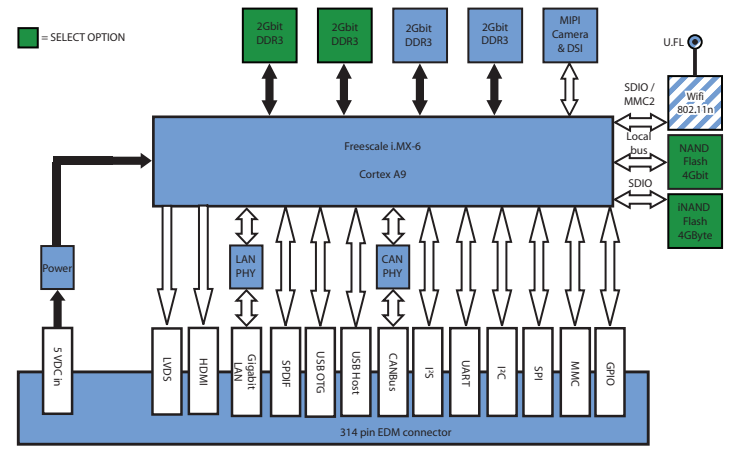 = SELECT OPTION
2Gbit
DDR3
2Gbit
DDR3
2Gbit
DDR3
2Gbit
DDR3
MIPI
Camera
& DSI
U.FL
SDIO /
MMC2
Wifi
802.11n
Freescale i.MX-6
Cortex A9
Local
bus
NAND
Flash
4Gbit
SDIO
iNAND
Flash
4GByte
Power
LAN
PHY
CAN
PHY
5 VDC in
LVDS
HDMI
Gigabit
LAN
SPDIF
USB OTG
USB Host
CANBus
I²S
UART
I²C
SPI
MMC
GPIO
314 pin EDM connector